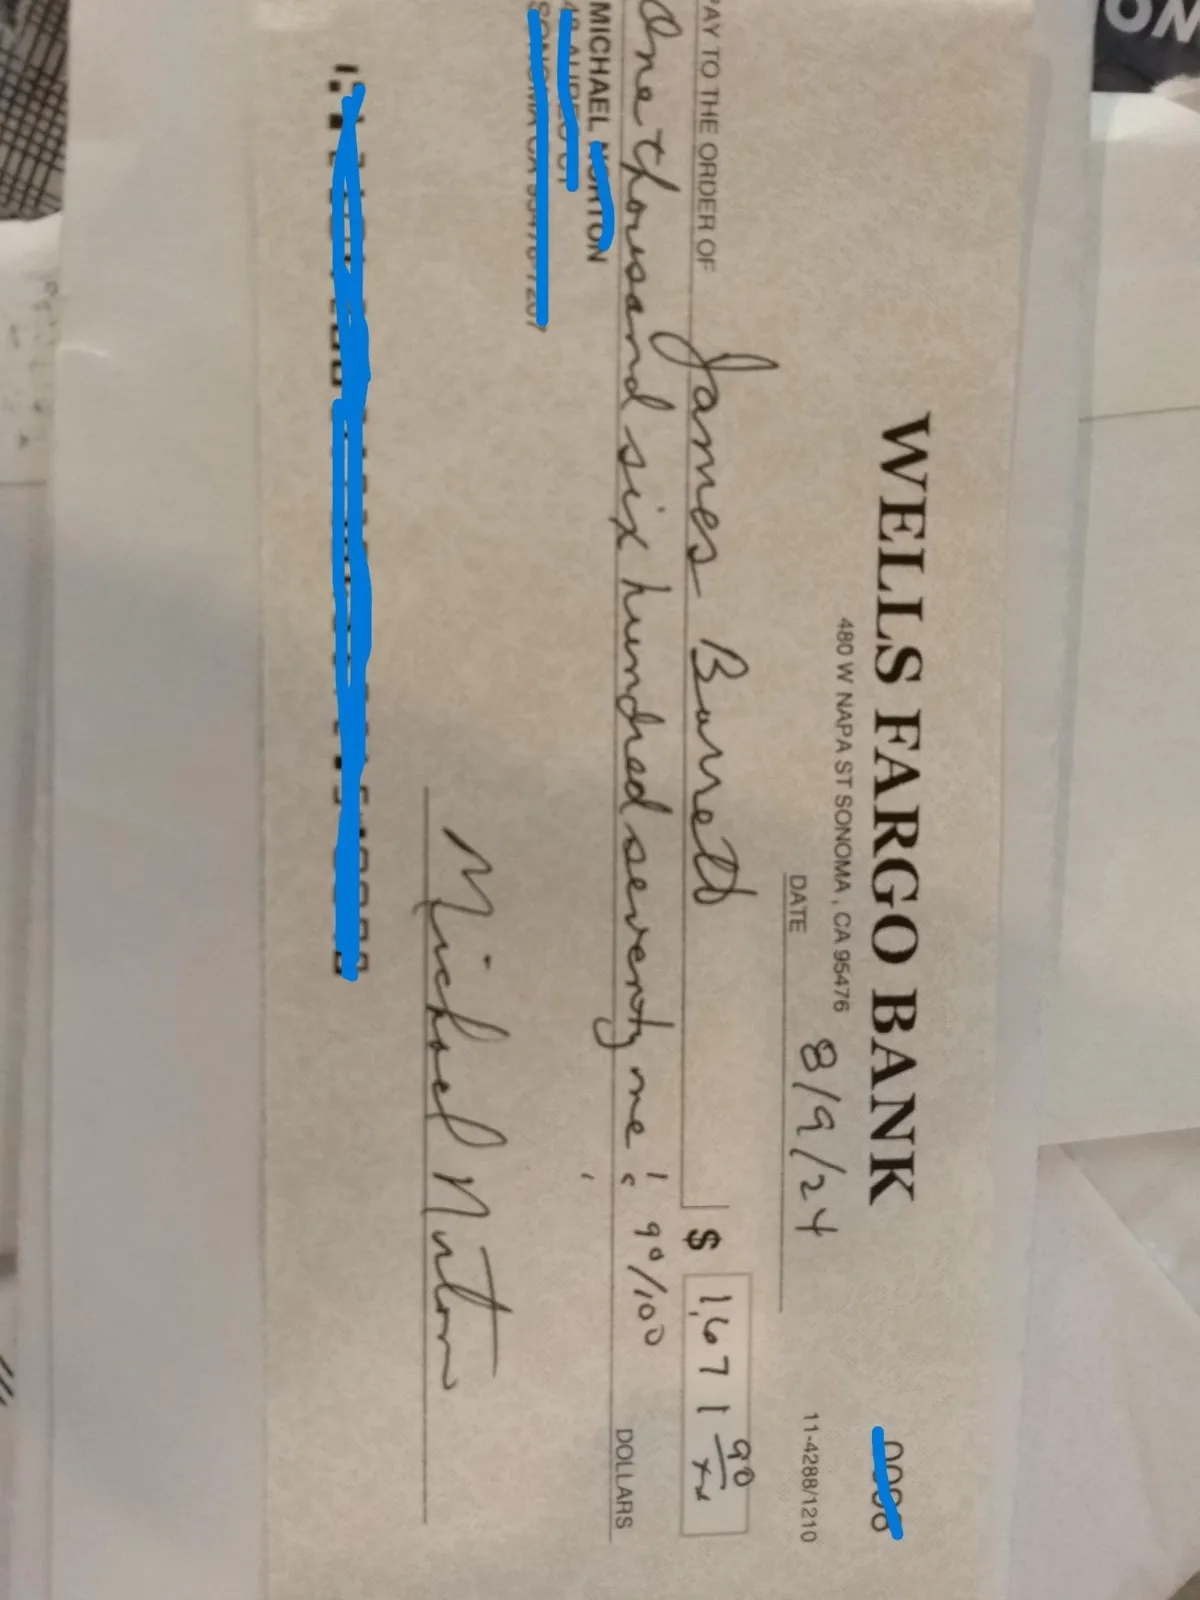 ON
WELLS FARGO BANK
480 W NAPA ST SONOMA, CA 95476
11-4288/1210
DATE 8/9/24
PAY TO THE ORDER OF James Barrett $ 1,671 90/xx
One thousand six hundred seventy one & 90/100 DOLLARS
MICHAEL
Michael Norton